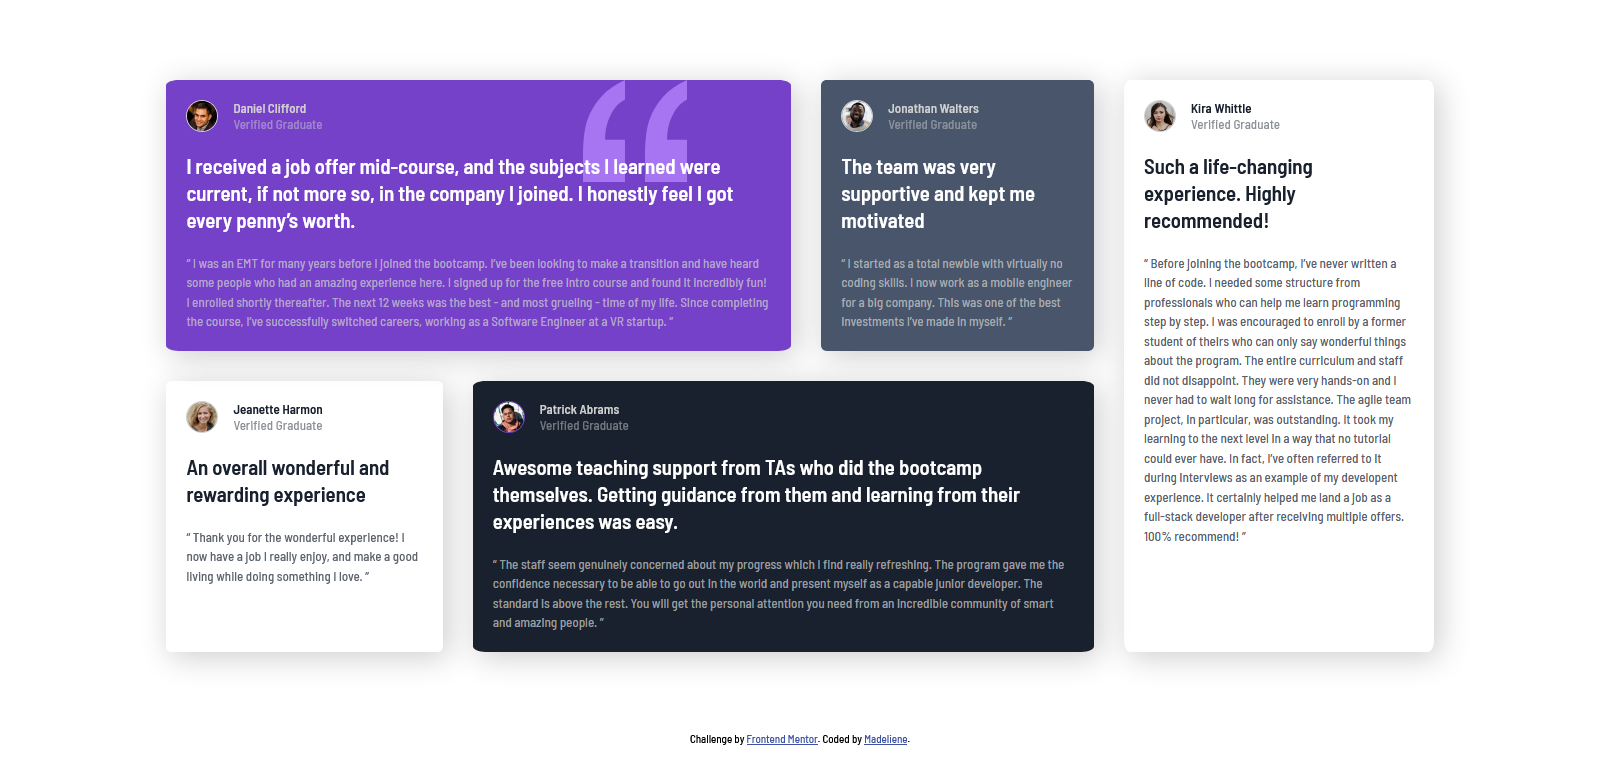 Daniel Clifford
Verified Graduate
I received a job offer mid-course, and the subjects I learned were
current, if not more so, in the company I joined. I honestly feel I got
every penny’s worth.
“ I was an EMT for many years before I joined the bootcamp. I’ve been looking to make a transition and have heard
some people who had an amazing experience here. I signed up for the free intro course and found it incredibly fun!
I enrolled shortly thereafter. The next 12 weeks was the best - and most grueling - time of my life. Since completing
the course, I’ve successfully switched careers, working as a Software Engineer at a VR startup. ”
Jonathan Walters
Verified Graduate
The team was very
supportive and kept me
motivated
“ I started as a total newbie with virtually no
coding skills. I now work as a mobile engineer
for a big company. This was one of the best
investments I’ve made in myself. ”
Kira Whittle
Verified Graduate
Such a life-changing
experience. Highly
recommended!
“ Before joining the bootcamp, I’ve never written a
line of code. I needed some structure from
professionals who can help me learn programming
step by step. I was encouraged to enroll by a former
student of theirs who can only say wonderful things
about the program. The entire curriculum and staff
did not disappoint. They were very hands-on and I
never had to wait long for assistance. The agile team
project, in particular, was outstanding. It took my
learning to the next level in a way that no tutorial
could ever have. In fact, I’ve often referred to it
during interviews as an example of my developent
experience. It certainly helped me land a job as a
full-stack developer after receiving multiple offers.
100% recommend! ”
Jeanette Harmon
Verified Graduate
An overall wonderful and
rewarding experience
“ Thank you for the wonderful experience! I
now have a job I really enjoy, and make a good
living while doing something I love. ”
Patrick Abrams
Verified Graduate
Awesome teaching support from TAs who did the bootcamp
themselves. Getting guidance from them and learning from their
experiences was easy.
“ The staff seem genuinely concerned about my progress which I find really refreshing. The program gave me the
confidence necessary to be able to go out in the world and present myself as a capable junior developer. The
standard is above the rest. You will get the personal attention you need from an incredible community of smart
and amazing people. ”
Challenge by Frontend Mentor. Coded by Madeliene.